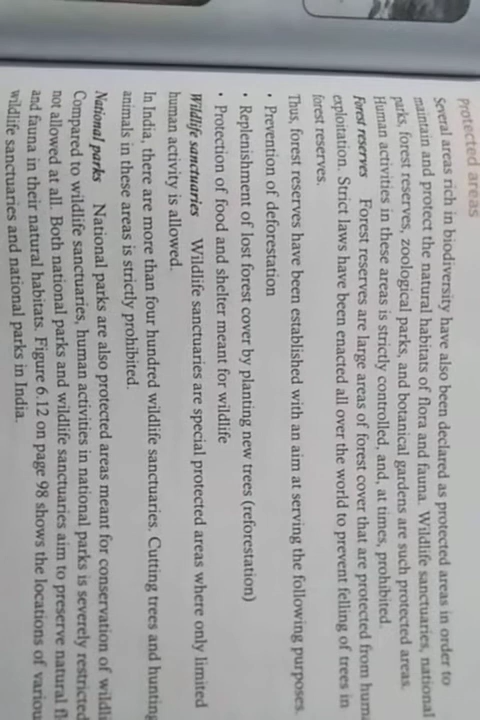 Protected areas
Several areas rich in biodiversity have also been declared as protected areas in order to
maintain and protect the natural habitats of flora and fauna. Wildlife sanctuaries, national
parks, forest reserves, zoological parks, and botanical gardens are such protected areas.
Human activities in these areas is strictly controlled, and, at times, prohibited.
Forest reserves Forest reserves are large areas of forest cover that are protected from
exploitation. Strict laws have been enacted all over the world to prevent felling of trees in
forest reserves.
Thus, forest reserves have been established with an aim at serving the following purposes.
• Prevention of deforestation
• Replenishment of lost forest cover by planting new trees (reforestation)
• Protection of food and shelter meant for wildlife
Wildlife sanctuaries Wildlife sanctuaries are special protected areas where only limited
human activity is allowed.
In India, there are more than four hundred wildlife sanctuaries. Cutting trees and hunting
animals in these areas is strictly prohibited.
National parks National parks are also protected areas meant for conservation of
Compared to wildlife sanctuaries, human activities in national parks is severely restricted
not allowed at all. Both national parks and wildlife sanctuaries aim to preserve natural
and fauna in their natural habitats. Figure 6.12 on page 98 shows the locations of
wildlife sanctuaries and national parks in India.